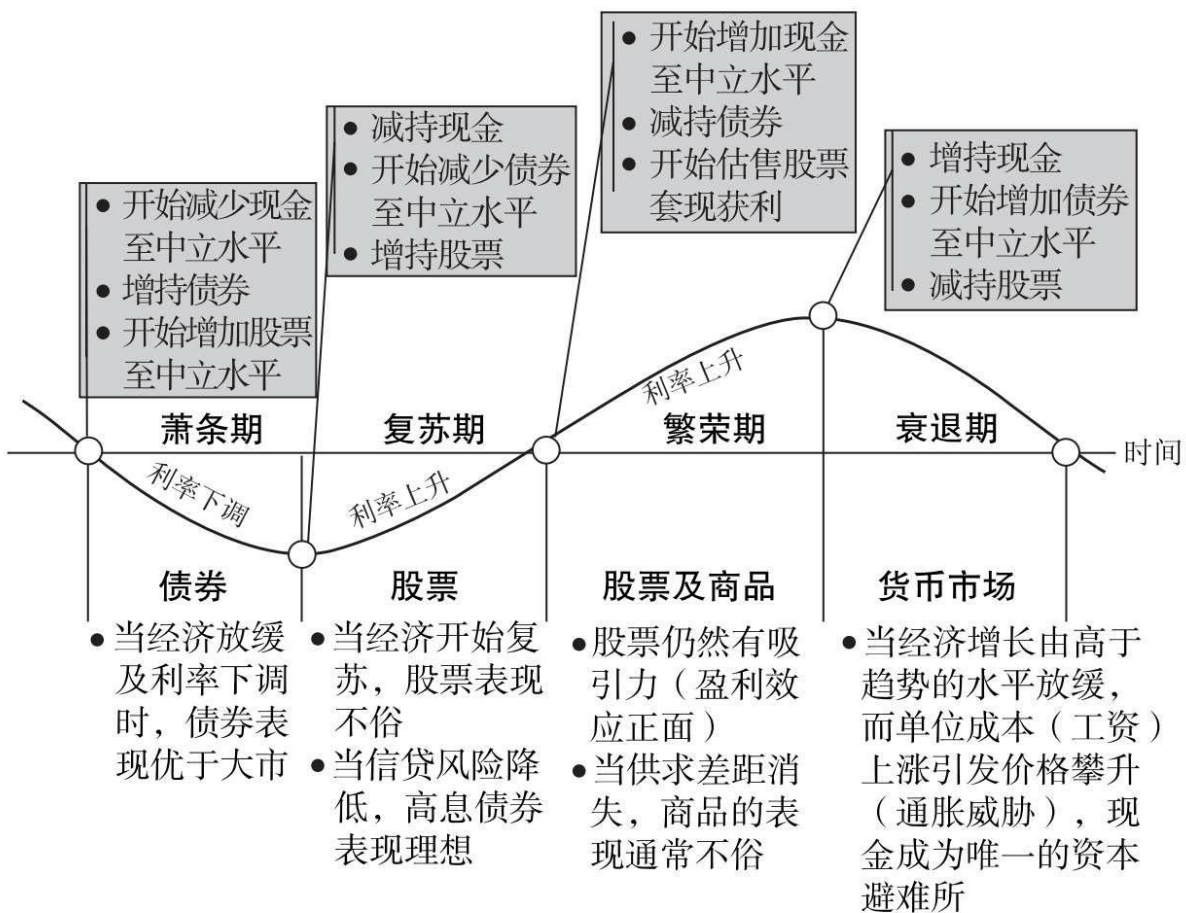 ● 开始减少现金
至中立水平
● 增持债券
● 开始增加股票
至中立水平
● 减持现金
● 开始减少债券
至中立水平
● 增持股票
● 开始增加现金
至中立水平
● 减持债券
● 开始估售股票
套现获利
● 增持现金
● 开始增加债券
至中立水平
● 减持股票
萧条期
复苏期
繁荣期
衰退期
时间
利率下调
利率上升
利率上升
债券
● 当经济放缓
及利率下调
时，债券表
现优于大市
股票
● 当经济开始复
苏，股票表现
不俗
● 当信贷风险降
低，高息债券
表现理想
股票及商品
● 股票仍然有吸
引力（盈利效
应正面）
● 当供求差距消
失，商品的表
现通常不俗
货币市场
● 当经济增长由高于
趋势的水平放缓，
而单位成本（工资）
上涨引发价格攀升
（通胀威胁），现
金成为唯一的资本
避难所